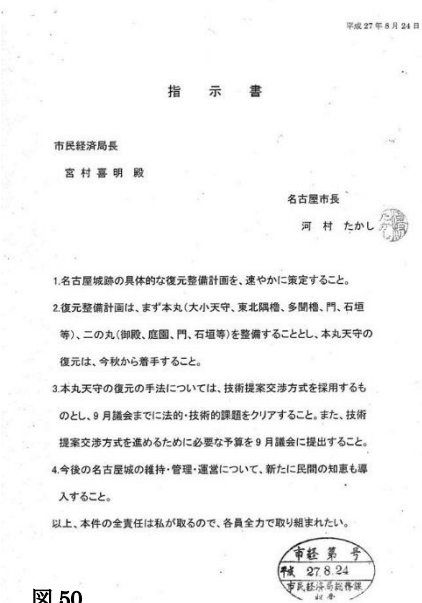 平成 27 年 8 月 24 日
指 示 書
市民経済局長
宮 村 喜 明 殿
名古屋市長
河 村 たかし
1.名古屋城跡の具体的な復元整備計画を、速やかに策定すること。
2.復元整備計画は、まず本丸(大小天守、東北隅櫓、多聞櫓、門、石垣
等)、二の丸(御殿、庭園、門、石垣等)を整備することとし、本丸天守の
復元は、今秋から着手すること。
3.本丸天守の復元の手法については、技術提案交渉方式を採用するも
のとし、9 月議会までに法的・技術的課題をクリアすること。また、技術
提案交渉方式を進めるために必要な予算を 9 月議会に提出すること。
4.今後の名古屋城の維持・管理・運営について、新たに民間の知恵も導
入すること。
以上、本件の全責任は私が取るので、各員全力で取り組まれたい。
市 経 第 号
平成 27.8.24
市民経済局総務課
図 50